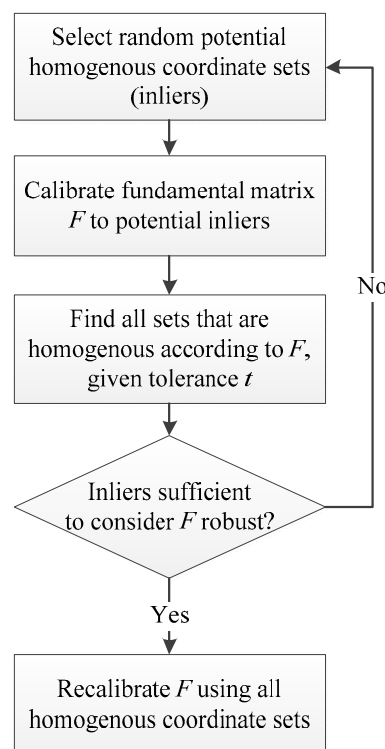 Select random potential
homogenous coordinate sets
(inliers)
Calibrate fundamental matrix
F to potential inliers
Find all sets that are
homogenous according to F,
given tolerance t
Inliers sufficient
to consider F robust?
No
Yes
Recalibrate F using all
homogenous coordinate sets